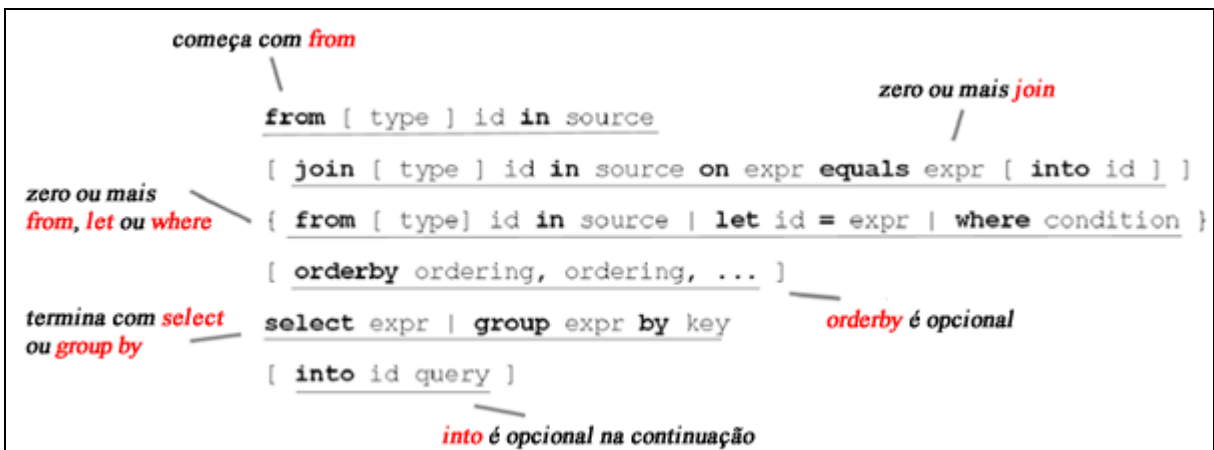 começa com from
zero ou mais join
from [ type ] id in source
[ join [ type ] id in source on expr equals expr [ into id ] ]
zero ou mais
from, let ou where
{ from [ type] id in source | let id = expr | where condition }
[ orderby ordering, ordering, ... ]
termina com select
ou group by
select expr | group expr by key
orderby é opcional
[ into id query ]
into é opcional na continuação